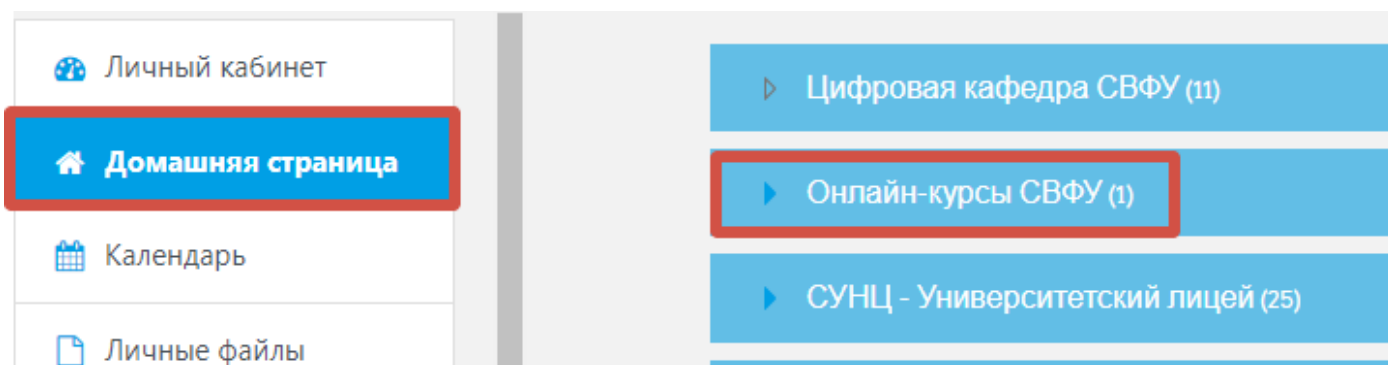 Личный кабинет
Домашняя страница
Календарь
Личные файлы
Цифровая кафедра СВФУ (11)
Онлайн-курсы СВФУ (1)
СУНЦ - Университетский лицей (25)